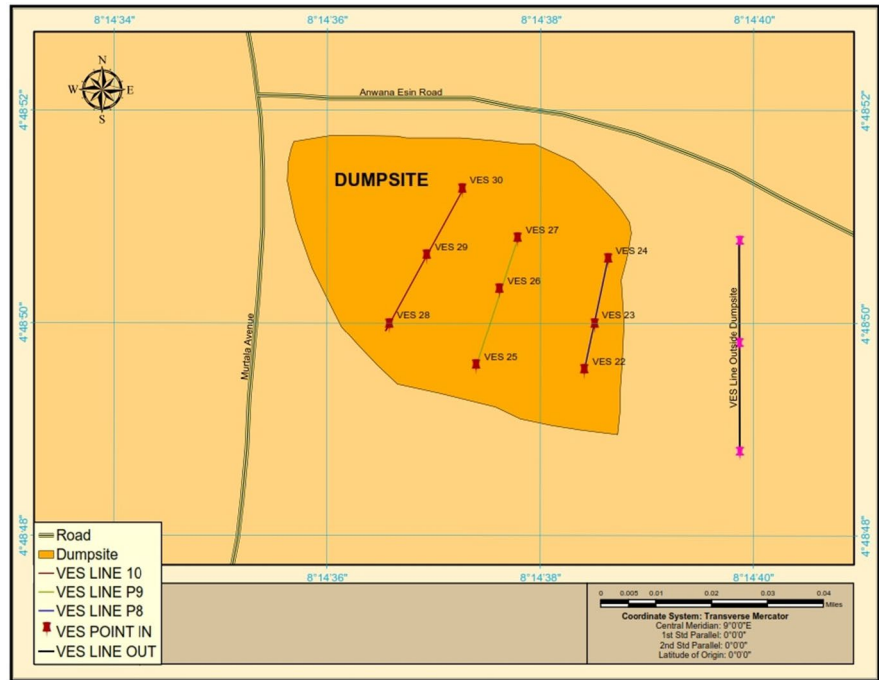 8°14'34"
8°14'36"
8°14'38"
8°14'40"
N
W
E
S
Anwana Esin Road
4°48'52"
4°48'52"
DUMPSITE
VES 30
VES 27
VES 29
VES 24
VES 26
4°48'50"
VES 28
VES 23
4°48'50"
Murtala Avenue
VES 25
VES 22
VES Line Outside Dumpsite
4°48'48"
4°48'48"
Road
Dumpsite
VES LINE 10
VES LINE P9
VES LINE P8
VES POINT IN
VES LINE OUT
8°14'36"
8°14'38"
8°14'40"
0 0.005 0.01 0.02 0.03 0.04
Miles
Coordinate System: Transverse Mercator
Central Meridian: 9°0'0"E
1st Std Parallel: 0°0'0"
2nd Std Parallel: 0°0'0"
Latitude of Origin: 0°0'0"